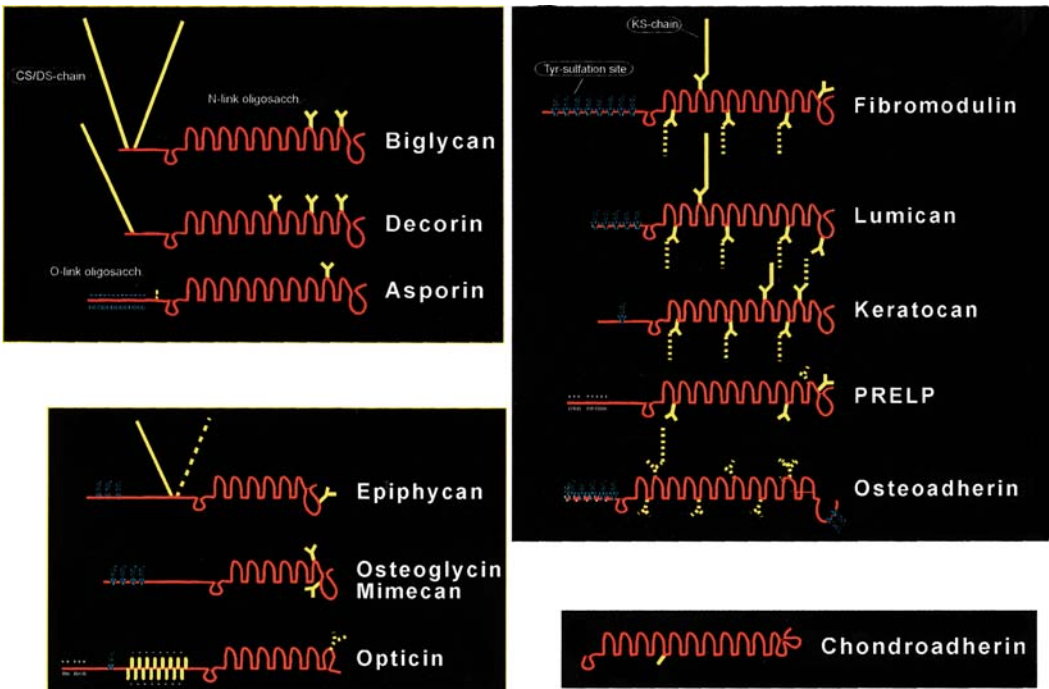 CS/DS-chain
N-link oligosacch.
Biglycan
Decorin
O-link oligosacch.
Asporin
KS-chain
Tyr-sulfation site
Fibromodulin
Lumican
Keratocan
PRELP
Osteoadherin
Epiphycan
Osteoglycin
Mimecan
Opticin
Chondroadherin